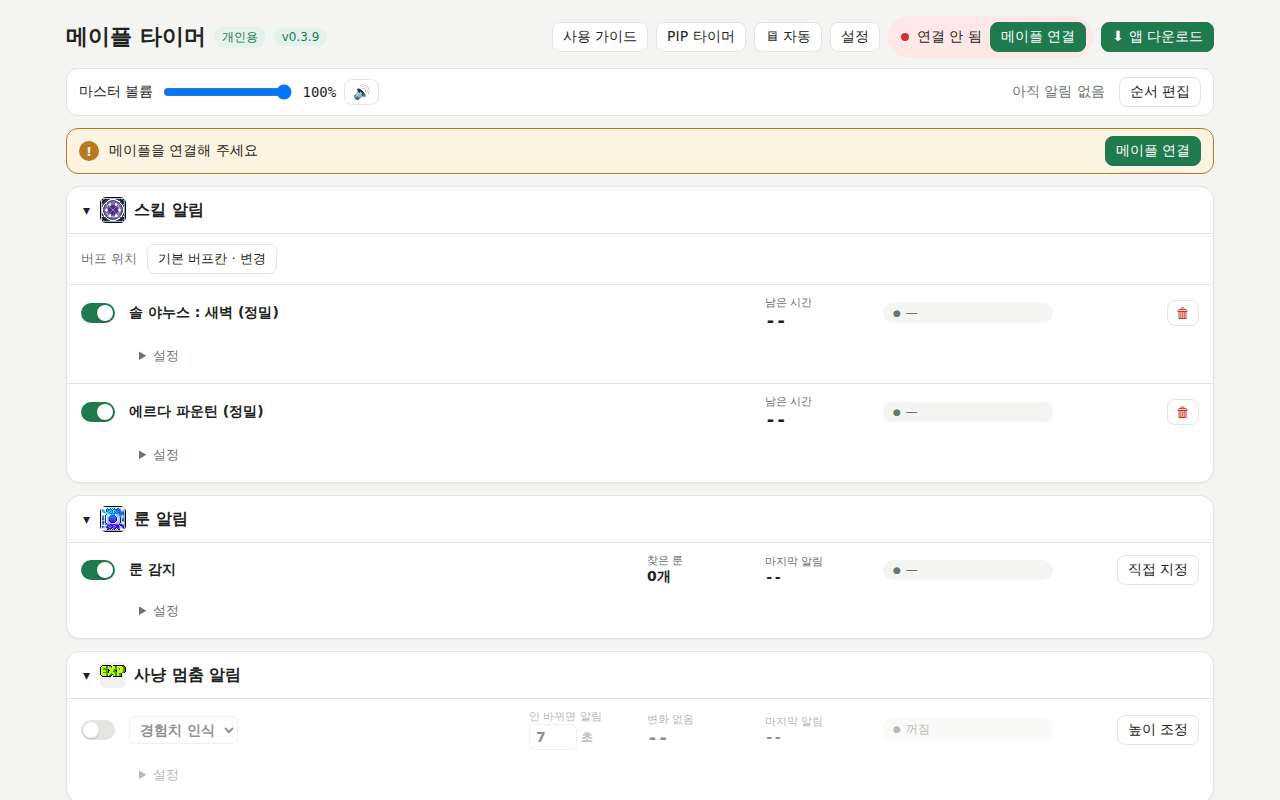 메이플 타이머 개인용 v0.3.9 사용 가이드 PIP 타이머 🖥 자동 설정 ● 연결 안 됨 메이플 연결 ⬇ 앱 다운로드
마스터 볼륨 100% 🔊 아직 알림 없음 순서 편집
! 메이플을 연결해 주세요 메이플 연결
▼ 스킬 알림
버프 위치 기본 버프칸 · 변경
솔 야누스 : 새벽 (정밀) 남은 시간 -- ● —
▶ 설정
에르다 파운틴 (정밀) 남은 시간 -- ● —
▶ 설정
▼ 룬 알림
룬 감지 찾은 룬 0개 마지막 알림 -- ● — 직접 지정
▶ 설정
▼ EXP 사냥 멈춤 알림
경험치 인식 안 바뀌면 알림 7 초 변화 없음 -- 마지막 알림 -- ● 꺼짐 높이 조정
▶ 설정